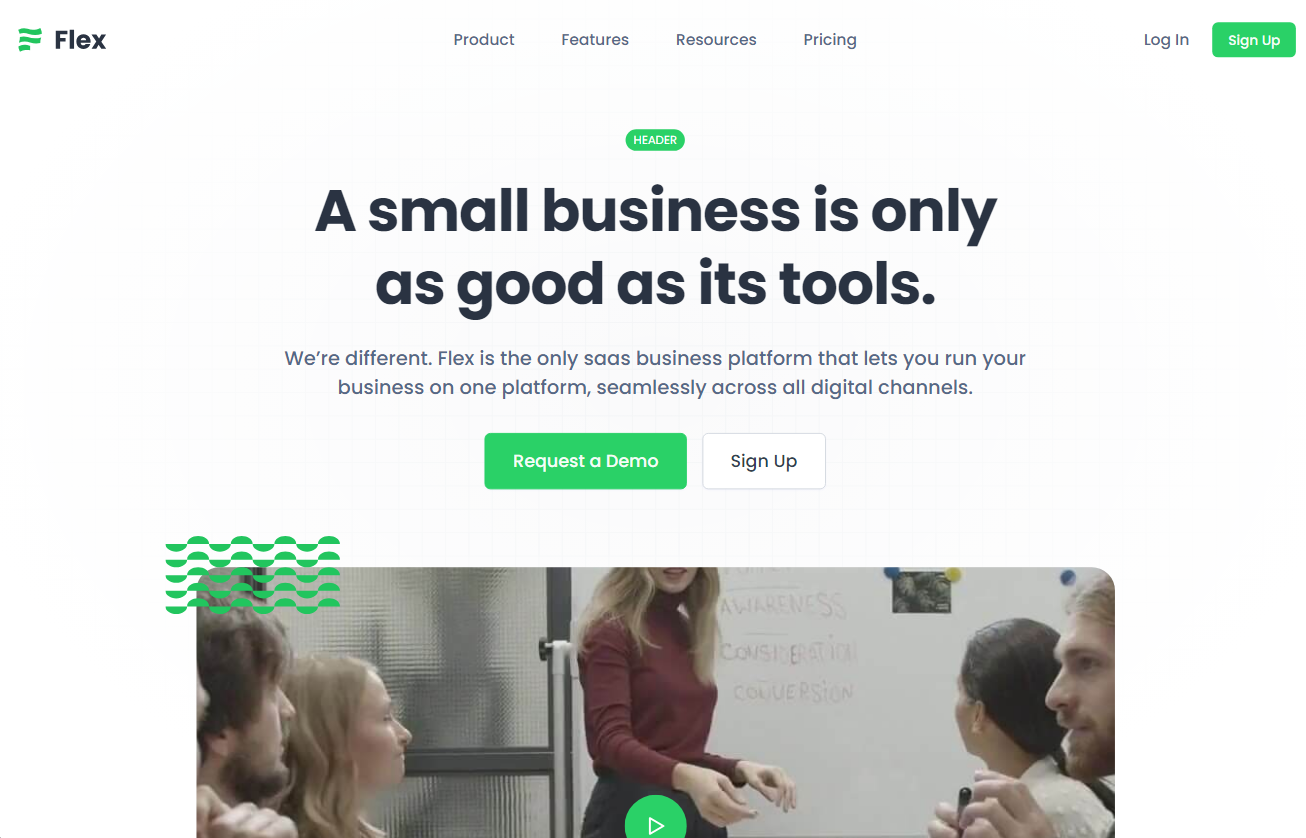 Flex
Product Features Resources Pricing
Log In Sign Up
HEADER
A small business is only
as good as its tools.
We’re different. Flex is the only saas business platform that lets you run your
business on one platform, seamlessly across all digital channels.
Request a Demo Sign Up
AWARENESS
CONSIDERATION
CONVERSION